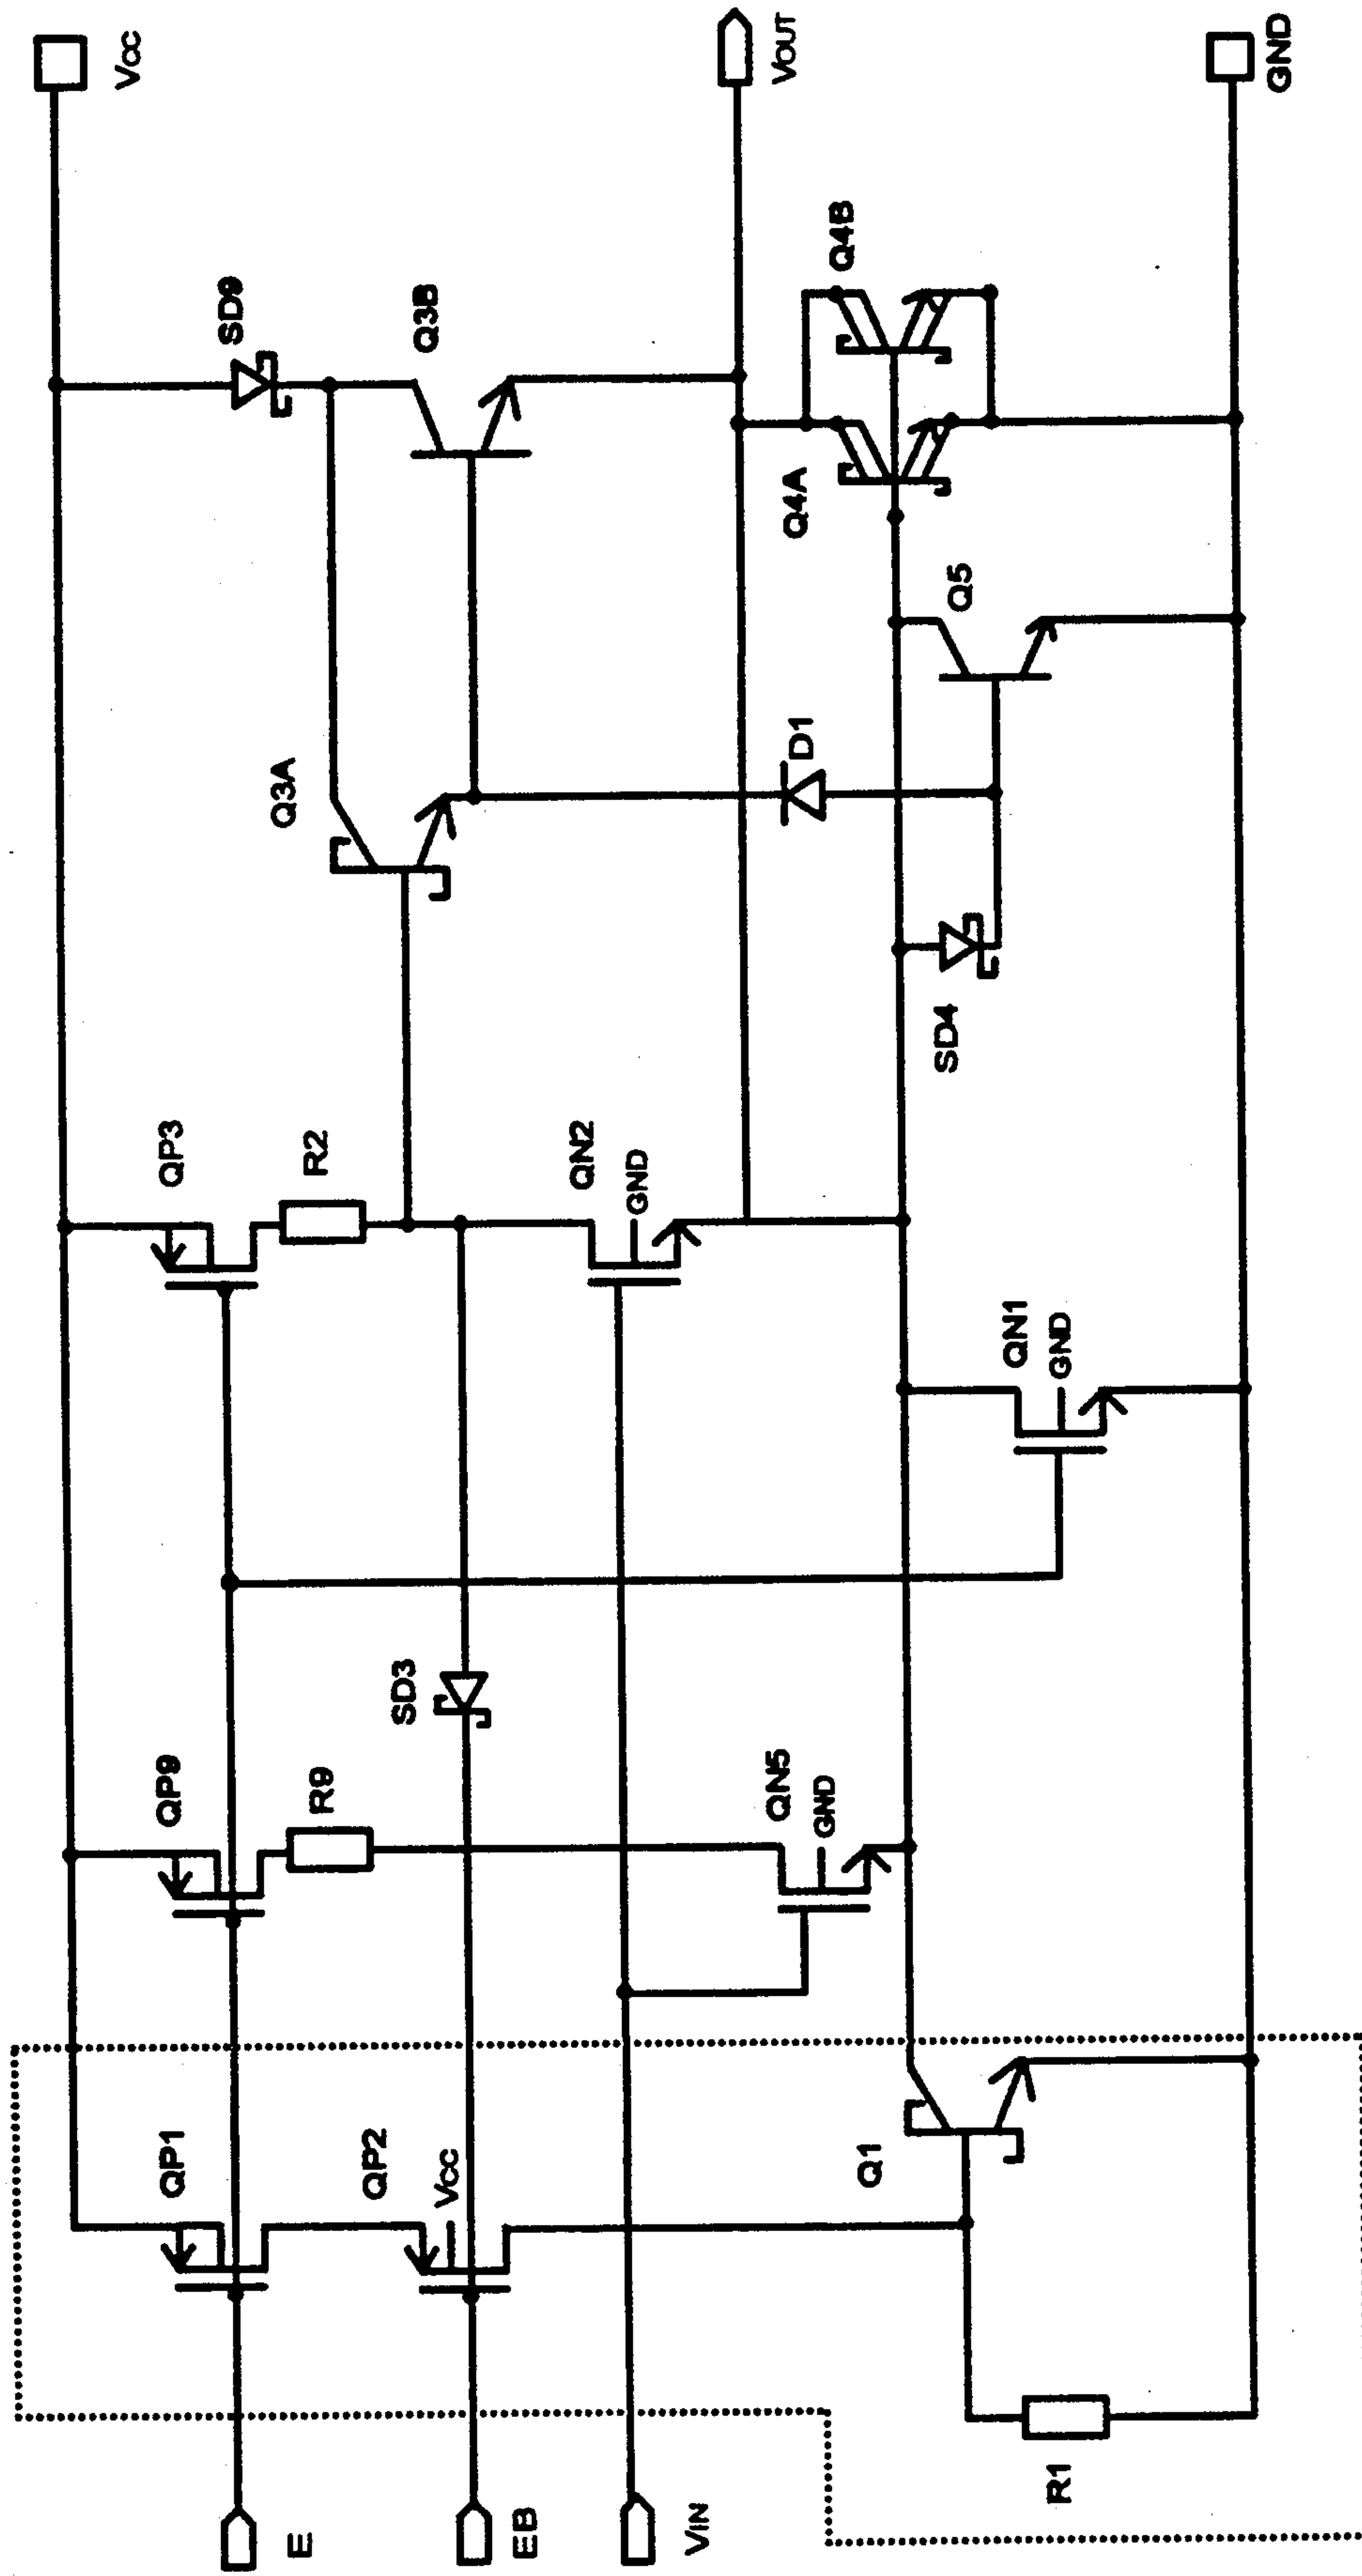 VCC
VOUT
GND
SD9
Q3B
Q4B
Q4A
Q5
Q3A
D1
SD4
QP3
R2
QN2
GND
QN1
GND
SD3
QP9
R9
QN5
GND
QP1
QP2
VCC
Q1
R1
E
EB
VIN